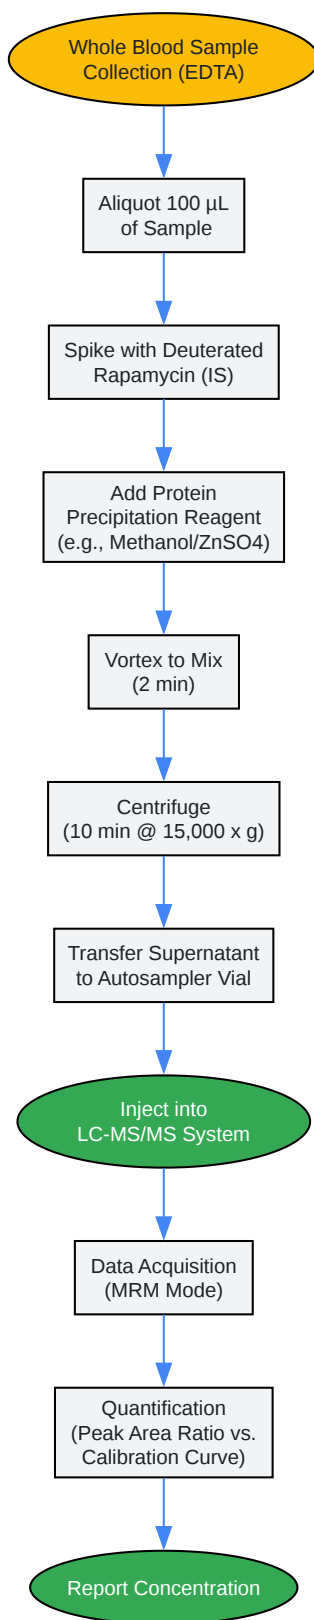 Whole Blood Sample
Collection (EDTA)
Aliquot 100 µL
of Sample
Spike with Deuterated
Rapamycin (IS)
Add Protein
Precipitation Reagent
(e.g., Methanol/ZnSO4)
Vortex to Mix
(2 min)
Centrifuge
(10 min @ 15,000 x g)
Transfer Supernatant
to Autosampler Vial
Inject into
LC-MS/MS System
Data Acquisition
(MRM Mode)
Quantification
(Peak Area Ratio vs.
Calibration Curve)
Report Concentration